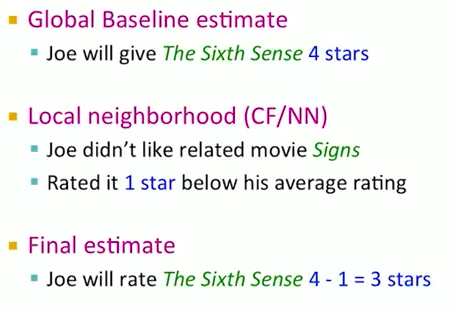 Global Baseline estimate
Joe will give The Sixth Sense 4 stars
Local neighborhood (CF/NN)
Joe didn't like related movie Signs
Rated it 1 star below his average rating
Final estimate
Joe will rate The Sixth Sense 4 - 1 = 3 stars